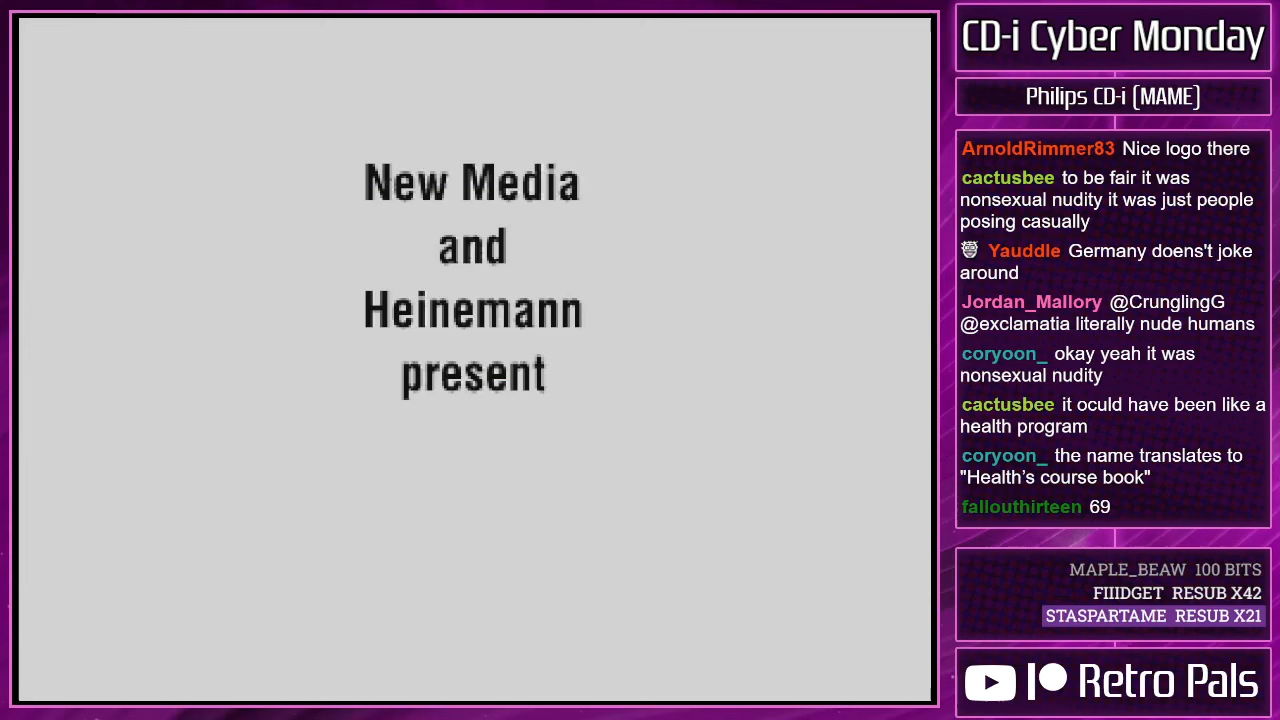 New Media
and
Heinemann
present
CD-i Cyber Monday
Philips CD-i [MAME]
ArnoldRimmer83 Nice logo there
cactusbee to be fair it was
nonsexual nudity it was just people
posing casually
Yauddle Germany doens't joke
around
Jordan_Mallory @CrunglingG
@exclamatia literally nude humans
coryoon_ okay yeah it was
nonsexual nudity
cactusbee it oculd have been like a
health program
coryoon_ the name translates to
"Health's course book"
fallouthirteen 69
MAPLE_BEAW 100 BITS
FIIIDGET RESUB X42
STASPARTAME RESUB X21
Retro Pals